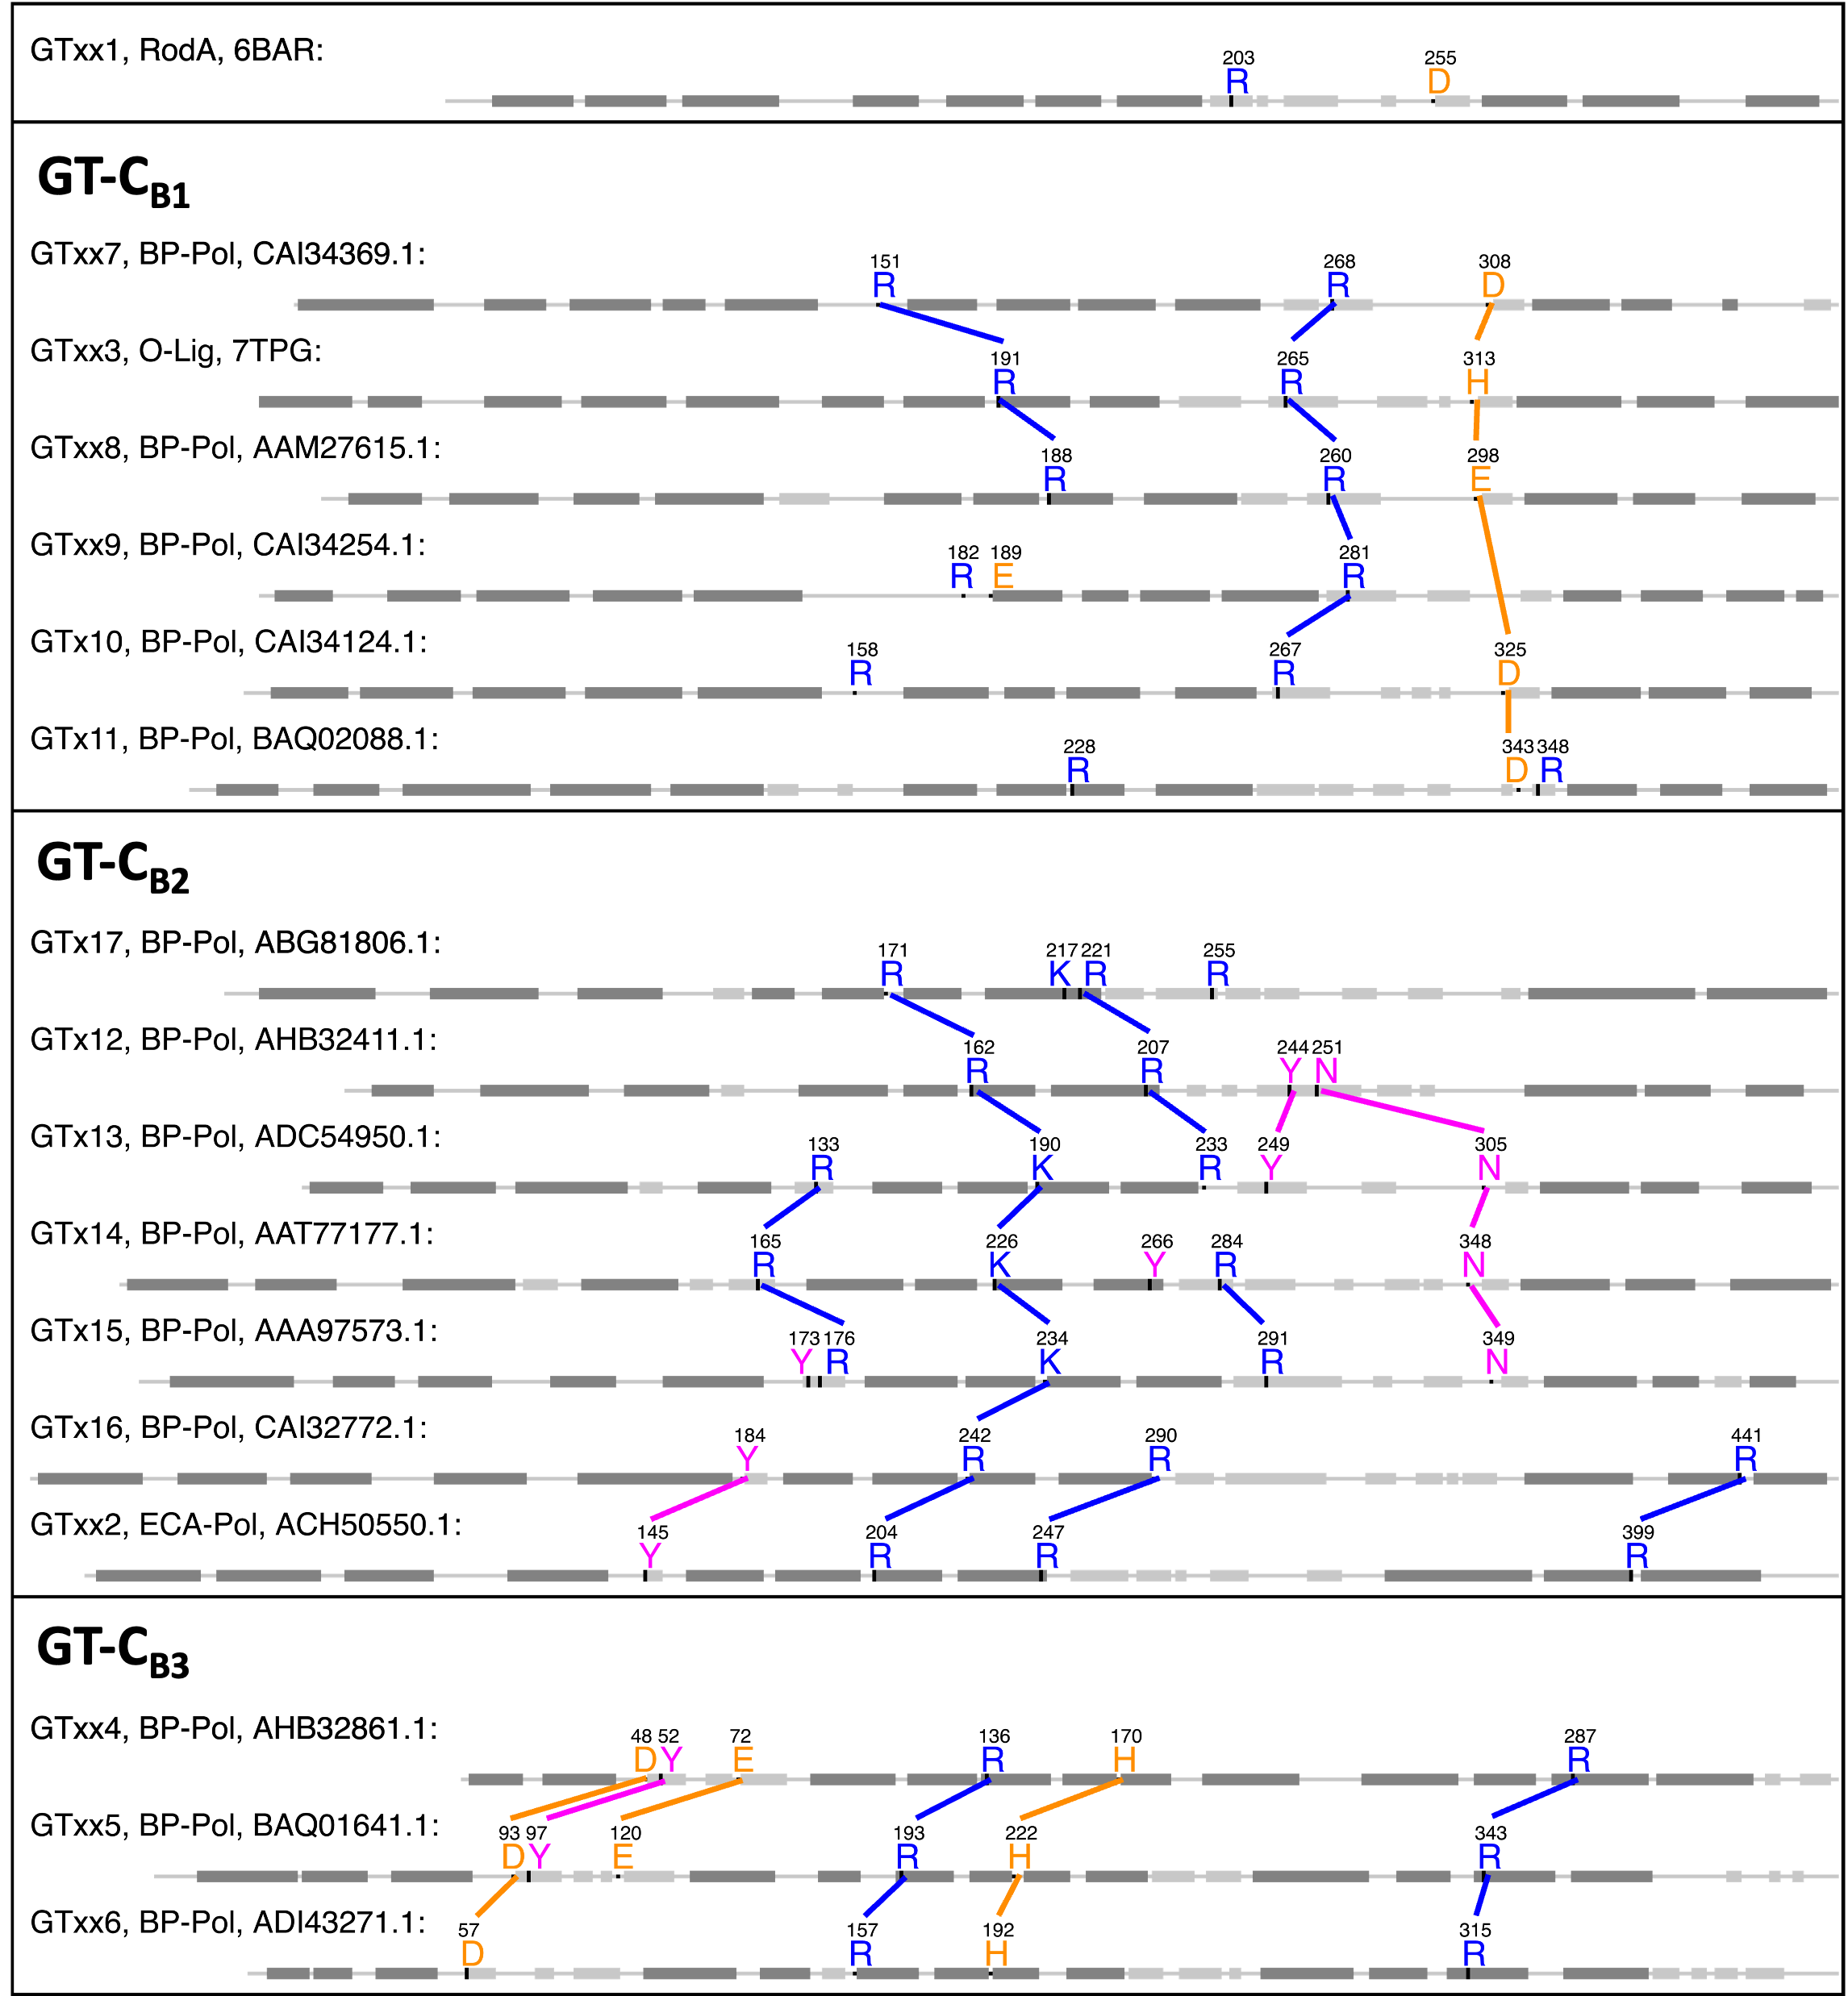 GTxx1, RodA, 6BAR:
203 255
R D
GT-CB1
GTxx7, BP-Pol, CAI34369.1:
151 268 308
R R D
GTxx3, O-Lig, 7TPG:
191 265 313
R R H
GTxx8, BP-Pol, AAM27615.1:
188 260 298
R R E
GTxx9, BP-Pol, CAI34254.1:
182 189 281
R E R
GTx10, BP-Pol, CAI34124.1:
158 267 325
R R D
GTx11, BP-Pol, BAQ02088.1:
228 343 348
R D R
GT-CB2
GTx17, BP-Pol, ABG81806.1:
171 217 221 255
R K R R
GTx12, BP-Pol, AHB32411.1:
162 207 244 251
R R Y N
GTx13, BP-Pol, ADC54950.1:
133 190 233 249 305
R K R Y N
GTx14, BP-Pol, AAT77177.1:
165 226 266 284 348
R K Y R N
GTx15, BP-Pol, AAA97573.1:
173 176 234 291 349
Y R K R N
GTx16, BP-Pol, CAI32772.1:
184 242 290 441
Y R R R
GTxx2, ECA-Pol, ACH50550.1:
145 204 247 399
Y R R R
GT-CB3
GTxx4, BP-Pol, AHB32861.1:
48 52 72 136 170 287
D Y E R H R
GTxx5, BP-Pol, BAQ01641.1:
93 97 120 193 222 343
D Y E R H R
GTxx6, BP-Pol, ADI43271.1:
57 157 192 315
D R H R